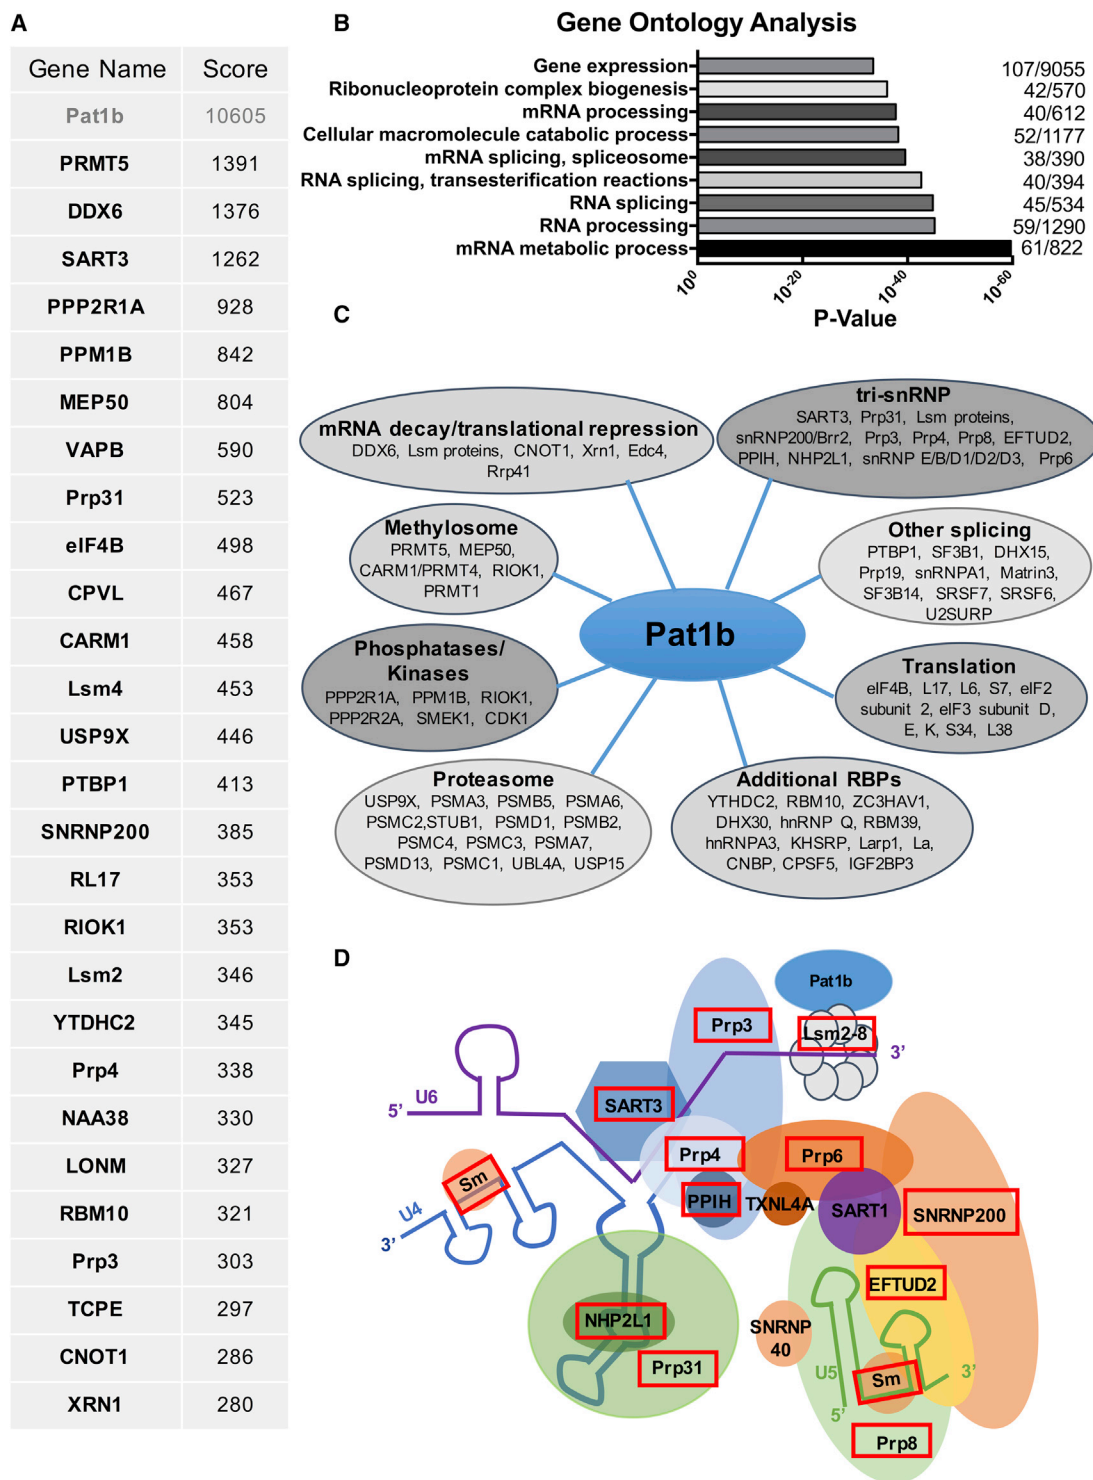 A
Gene Name Score
Pat1b 10605
PRMT5 1391
DDX6 1376
SART3 1262
PPP2R1A 928
PPM1B 842
MEP50 804
VAPB 590
Prp31 523
eIF4B 498
CPVL 467
CARM1 458
Lsm4 453
USP9X 446
PTBP1 413
SNRNP200 385
RL17 353
RIOK1 353
Lsm2 346
YTDHC2 345
Prp4 338
NAA38 330
LONM 327
RBM10 321
Prp3 303
TCPE 297
CNOT1 286
XRN1 280
B
Gene Ontology Analysis
Gene expression 107/9055
Ribonucleoprotein complex biogenesis 42/570
mRNA processing 40/612
Cellular macromolecule catabolic process 52/1177
mRNA splicing, spliceosome 38/390
RNA splicing, transesterification reactions 40/394
RNA splicing 45/534
RNA processing 59/1290
mRNA metabolic process 61/822
10^0 10^-20 10^-40 10^-60
P-Value
C
mRNA decay/translational repression
DDX6, Lsm proteins, CNOT1, Xrn1, Edc4,
Rrp41
tri-snRNP
SART3, Prp31, Lsm proteins,
snRNP200/Brr2, Prp3, Prp4, Prp8, EFTUD2,
PPIH, NHP2L1, snRNP E/B/D1/D2/D3, Prp6
Methylosome
PRMT5, MEP50,
CARM1/PRMT4, RIOK1,
PRMT1
Other splicing
PTBP1, SF3B1, DHX15,
Prp19, snRNPA1, Matrin3,
SF3B14, SRSF7, SRSF6,
U2SURP
Pat1b
Phosphatases/
Kinases
PPP2R1A, PPM1B, RIOK1,
PPP2R2A, SMEK1, CDK1
Translation
eIF4B, L17, L6, S7, eIF2
subunit 2, eIF3 subunit D,
E, K, S34, L38
Proteasome
USP9X, PSMA3, PSMB5, PSMA6,
PSMC2,STUB1, PSMD1, PSMB2,
PSMC4, PSMC3, PSMA7,
PSMD13, PSMC1, UBL4A, USP15
Additional RBPs
YTHDC2, RBM10, ZC3HAV1,
DHX30, hnRNP Q, RBM39,
hnRNPA3, KHSRP, Larp1, La,
CNBP, CPSF5, IGF2BP3
D
Pat1b
Prp3
Lsm2-8
3’
U6
5’
SART3
Prp4
Prp6
Sm
PPIH
TXNL4A
SART1
SNRNP200
U4
3’
EFTUD2
NHP2L1
SNRNP
40
Prp31
U5
Sm
3’
5’
Prp8